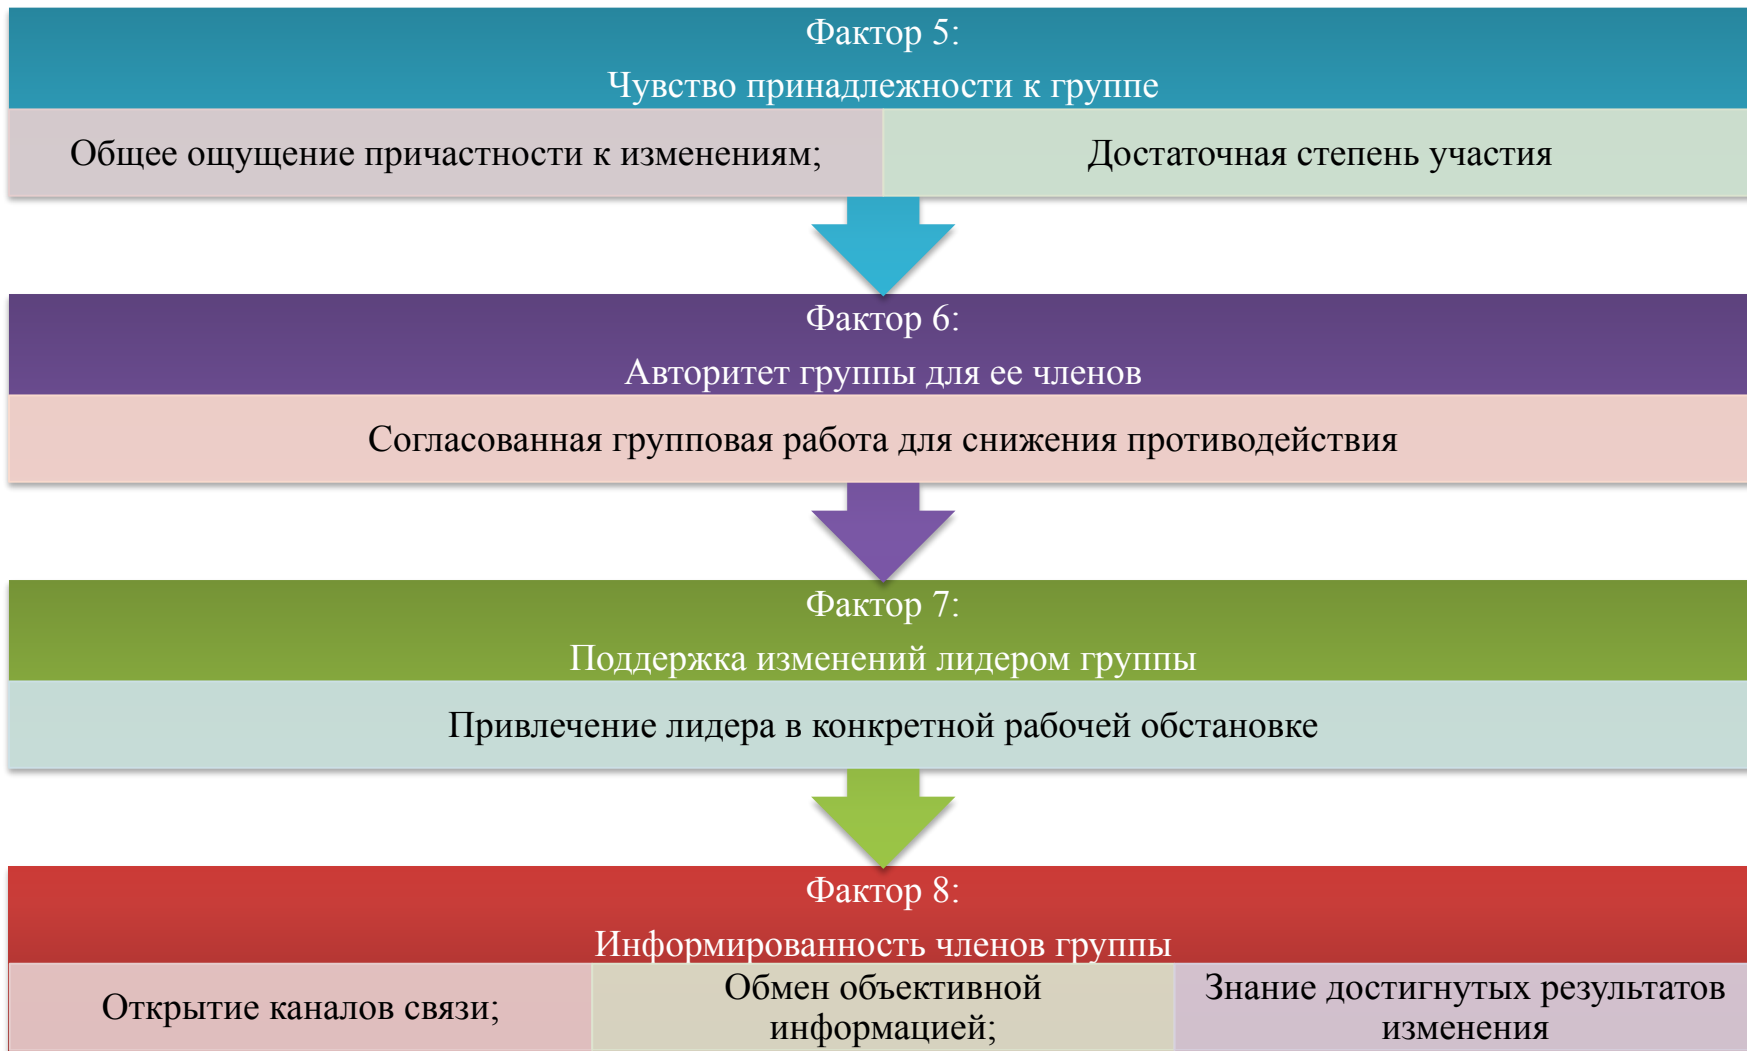 Фактор 5:
Чувство принадлежности к группе
Общее ощущение причастности к изменениям;
Достаточная степень участия
Фактор 6:
Авторитет группы для ее членов
Согласованная групповая работа для снижения противодействия
Фактор 7:
Поддержка изменений лидером группы
Привлечение лидера в конкретной рабочей обстановке
Фактор 8:
Информированность членов группы
Открытие каналов связи;
Обмен объективной
информацией;
Знание достигнутых результатов
изменения